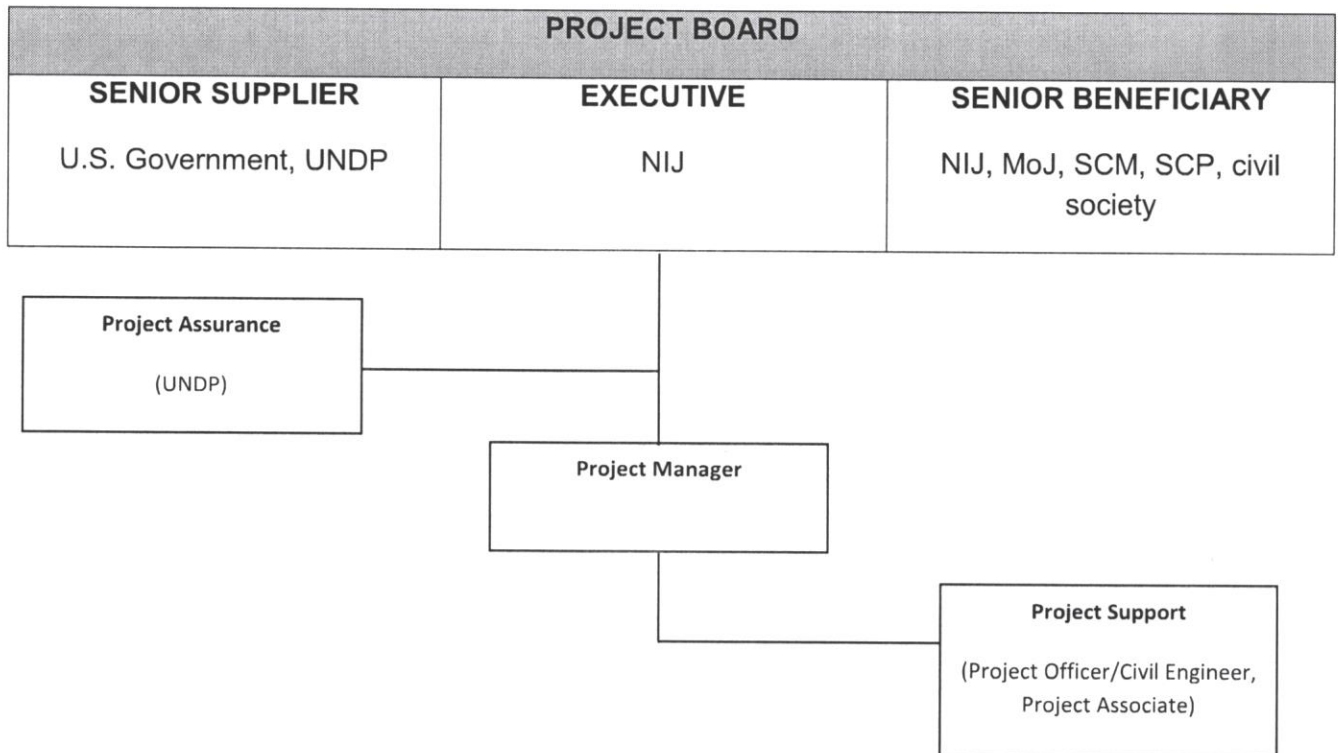 PROJECT BOARD
SENIOR SUPPLIER
U.S. Government, UNDP
EXECUTIVE
NIJ
SENIOR BENEFICIARY
NIJ, MoJ, SCM, SCP, civil
society
Project Assurance
(UNDP)
Project Manager
Project Support
(Project Officer/Civil Engineer,
Project Associate)